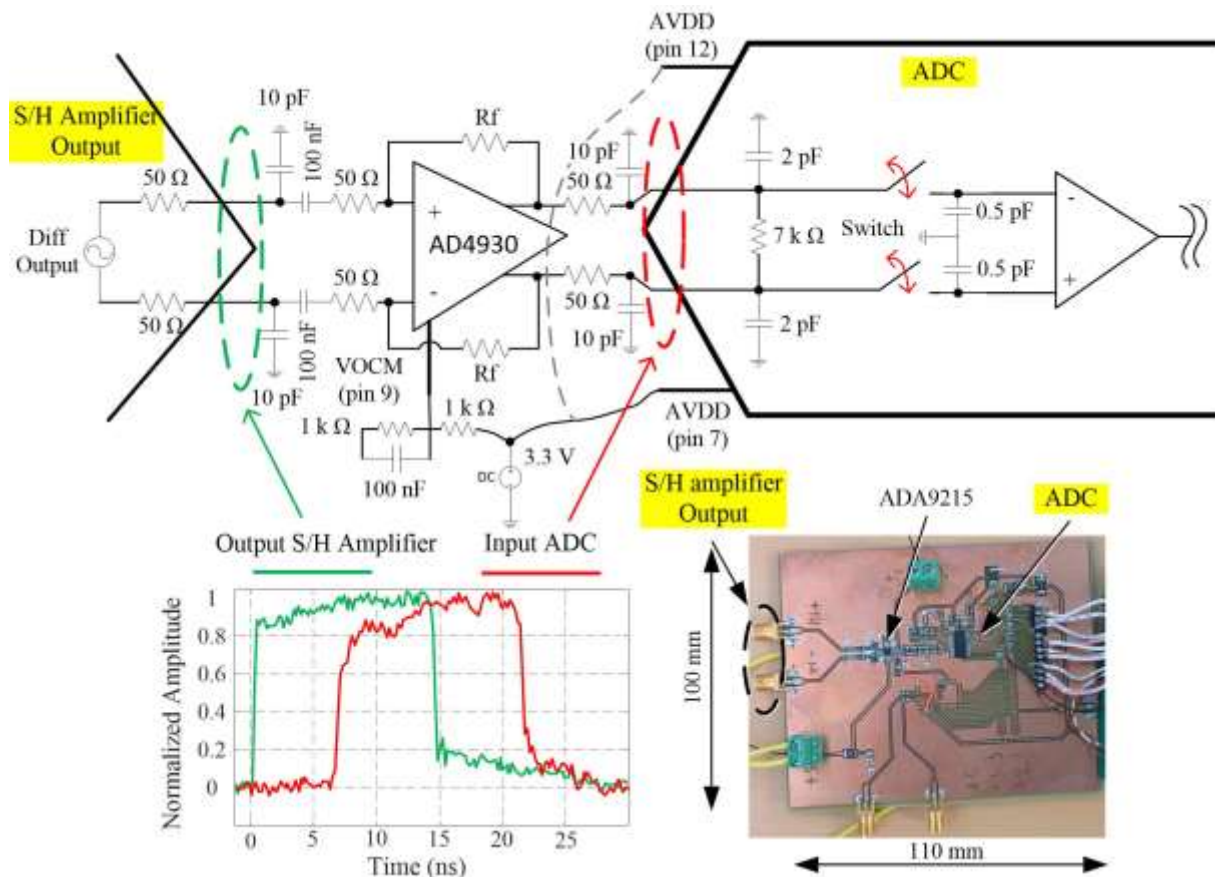 AVDD
(pin 12)
ADC
S/H Amplifier
Output
10 pF
100 nF
Rf
10 pF
50 Ω
50 Ω
50 Ω
2 pF
Diff
Output
+
AD4930
-
7 k Ω
Switch
0.5 pF
0.5 pF
-
+
50 Ω
50 Ω
50 Ω
10 pF
100 nF
10 pF
2 pF
VOCM
(pin 9)
Rf
1 k Ω
1 k Ω
100 nF
DC
3.3 V
AVDD
(pin 7)
Output S/H Amplifier
Input ADC
S/H amplifier
Output
ADA9215
ADC
Normalized Amplitude
1
0.8
0.6
0.4
0.2
0
0
5
10
15
20
25
Time (ns)
100 mm
110 mm